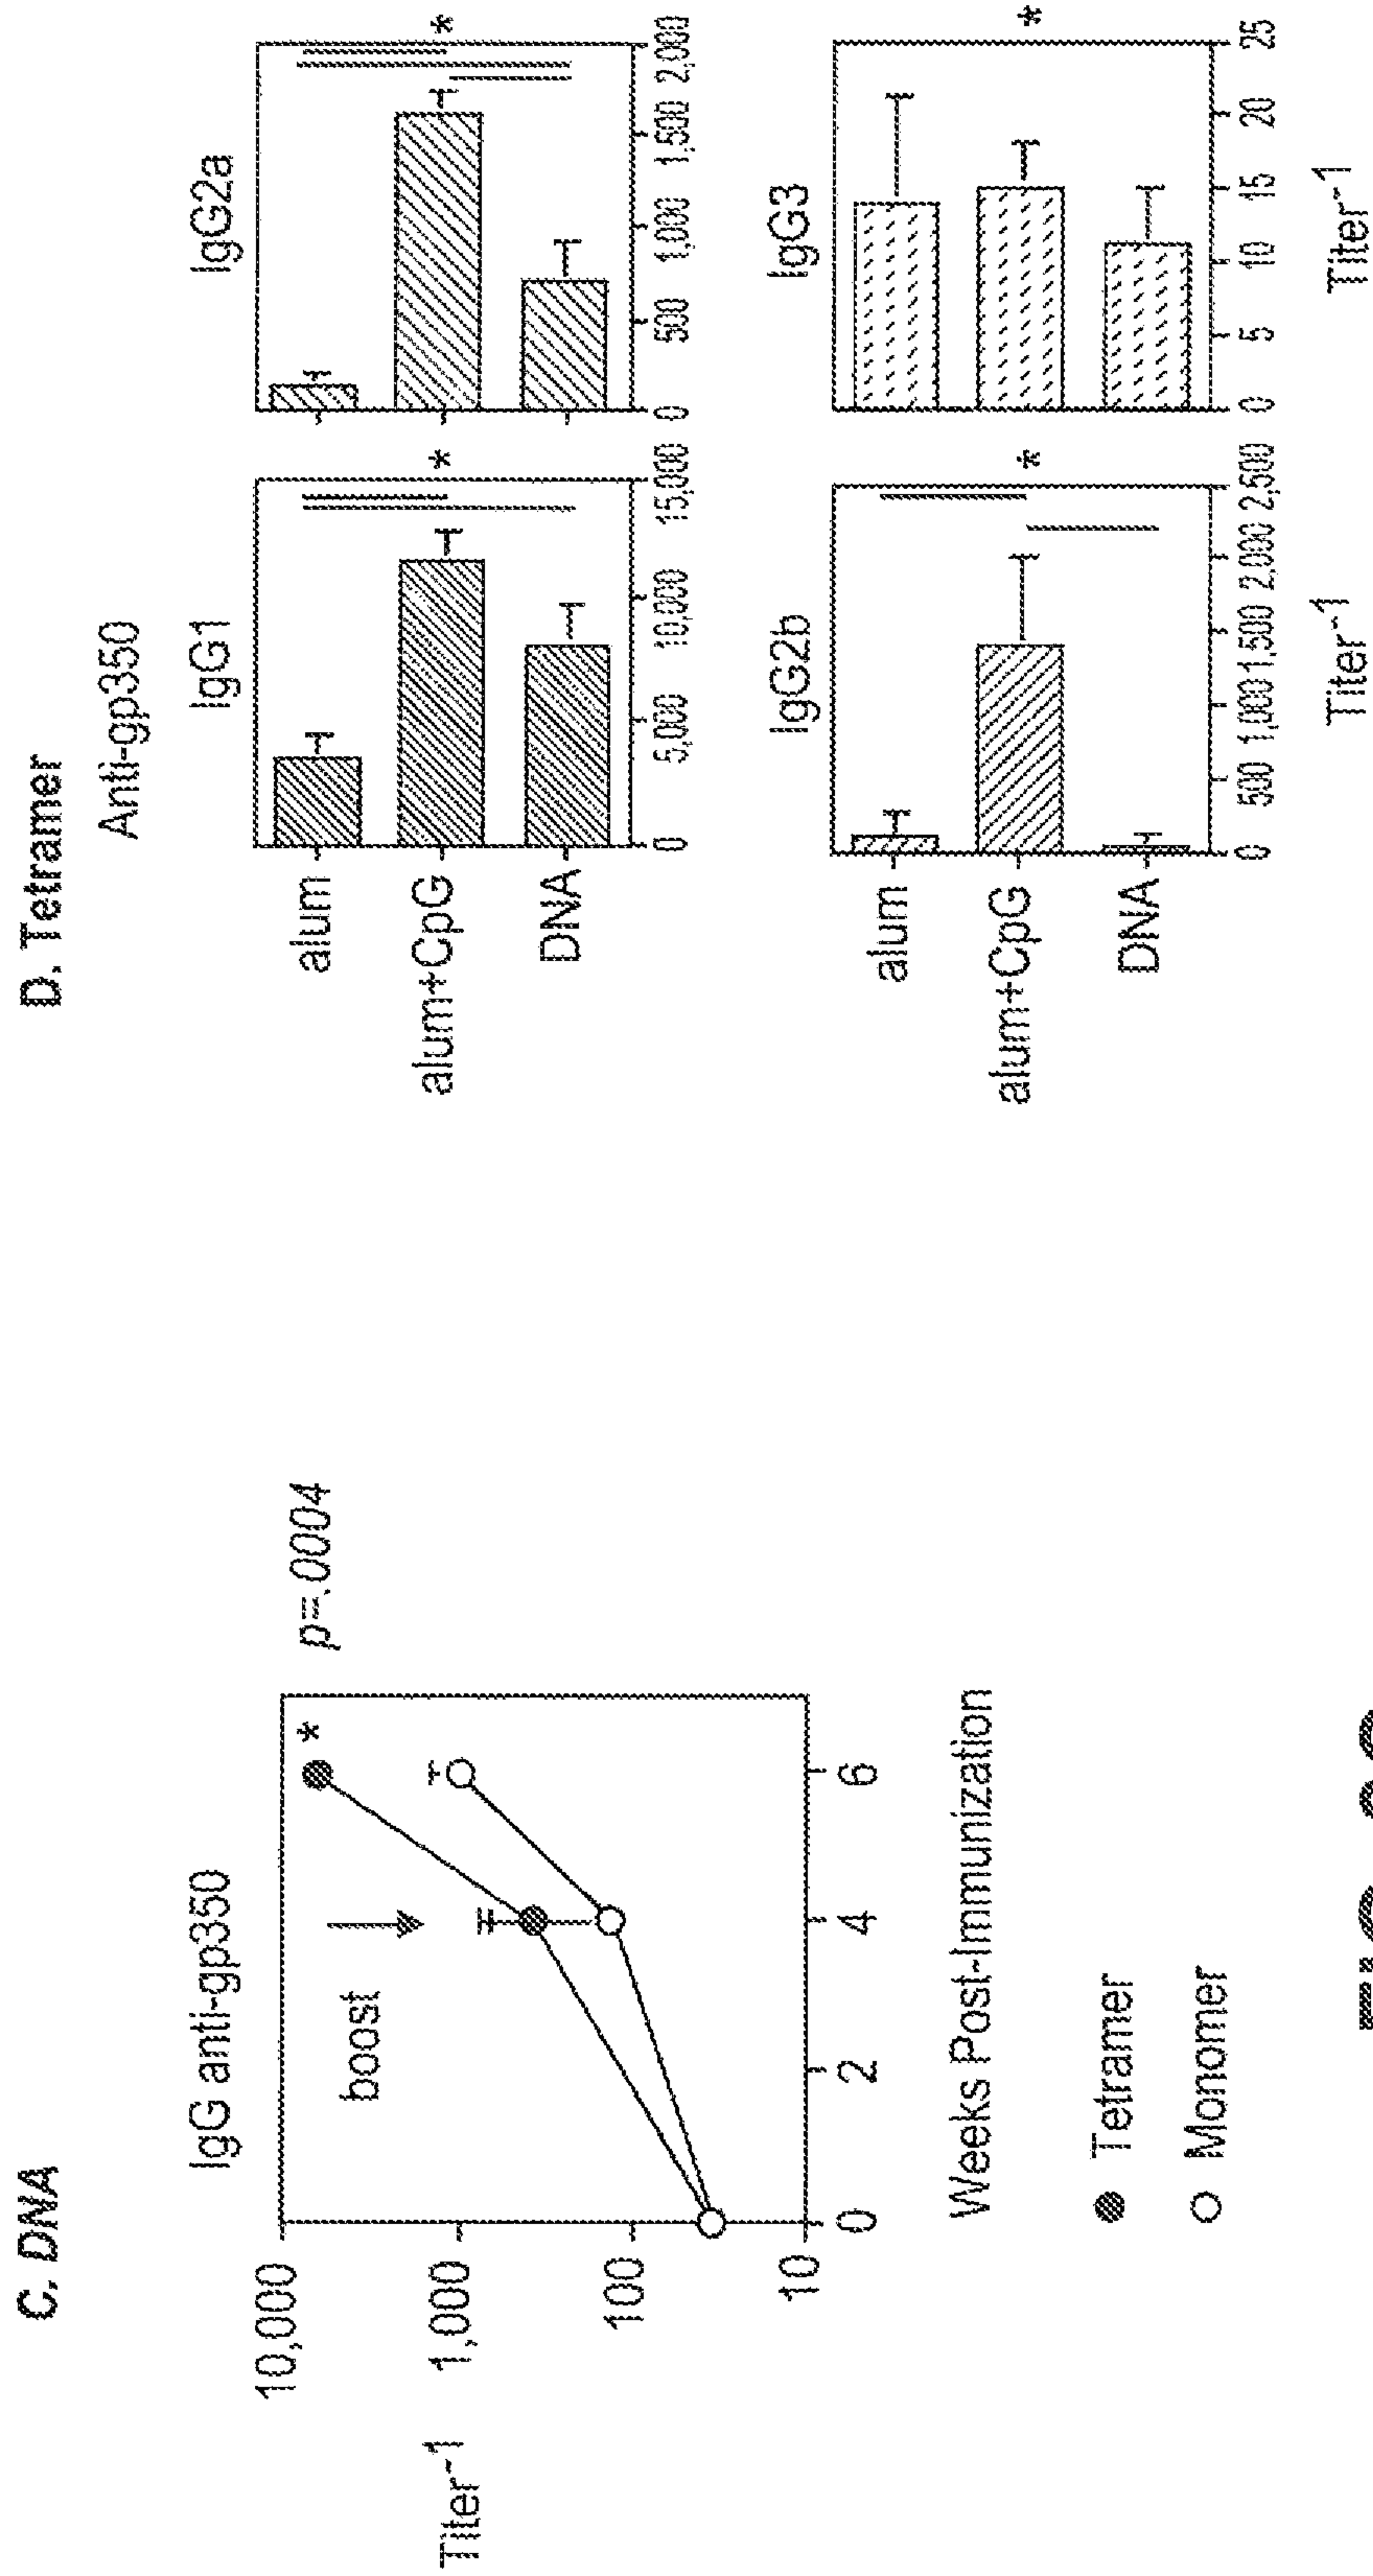 C. DNA
IgG anti-gp350
p=.0004
10,000
1,000
100
10
Titer-1
boost
*
0 2 4 6
Weeks Post-Immunization
Tetramer
Monomer
D. Tetramer
Anti-gp350
IgG1
alum
alum+CpG
DNA
*
0 5,000 10,000 15,000
IgG2a
*
0 500 1,000 1,500 2,000
IgG2b
alum
alum+CpG
DNA
*
0 500 1,000 1,500 2,000 2,500
Titer-1
IgG3
*
0 5 10 15 20 25
Titer-1